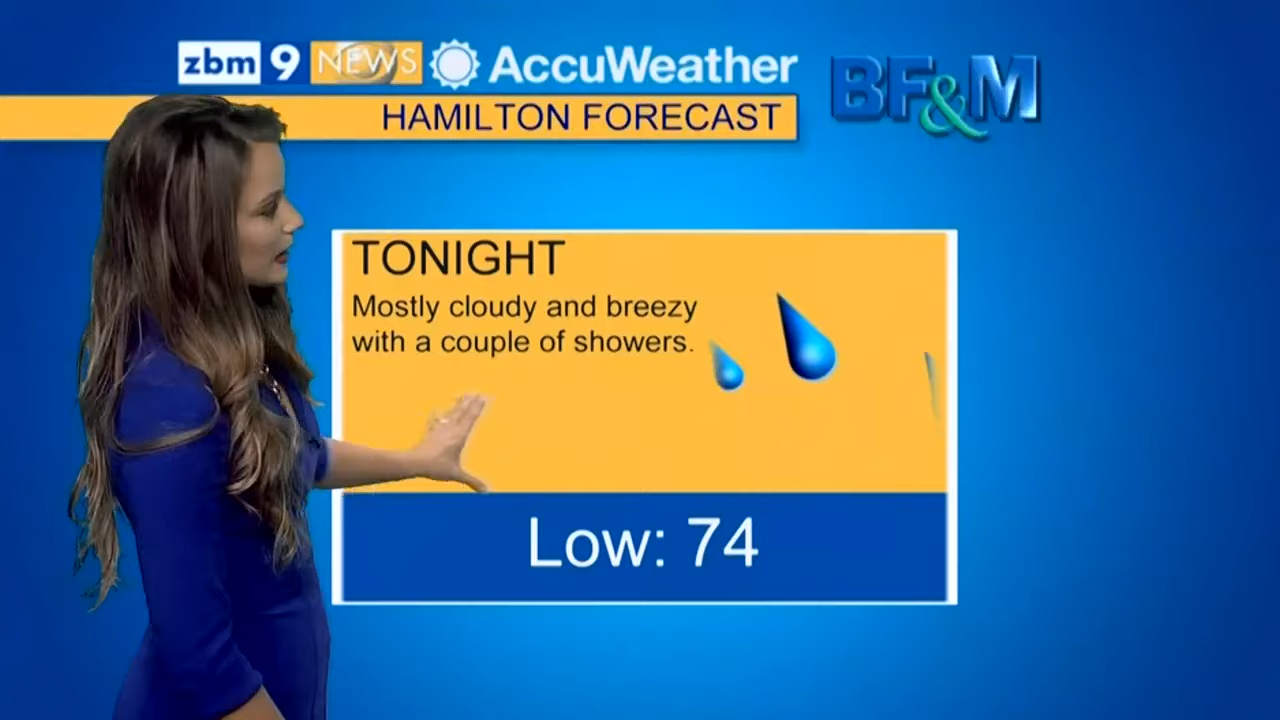 zbm 9 NEWS AccuWeather
BF&M
HAMILTON FORECAST
TONIGHT
Mostly cloudy and breezy
with a couple of showers.
Low: 74